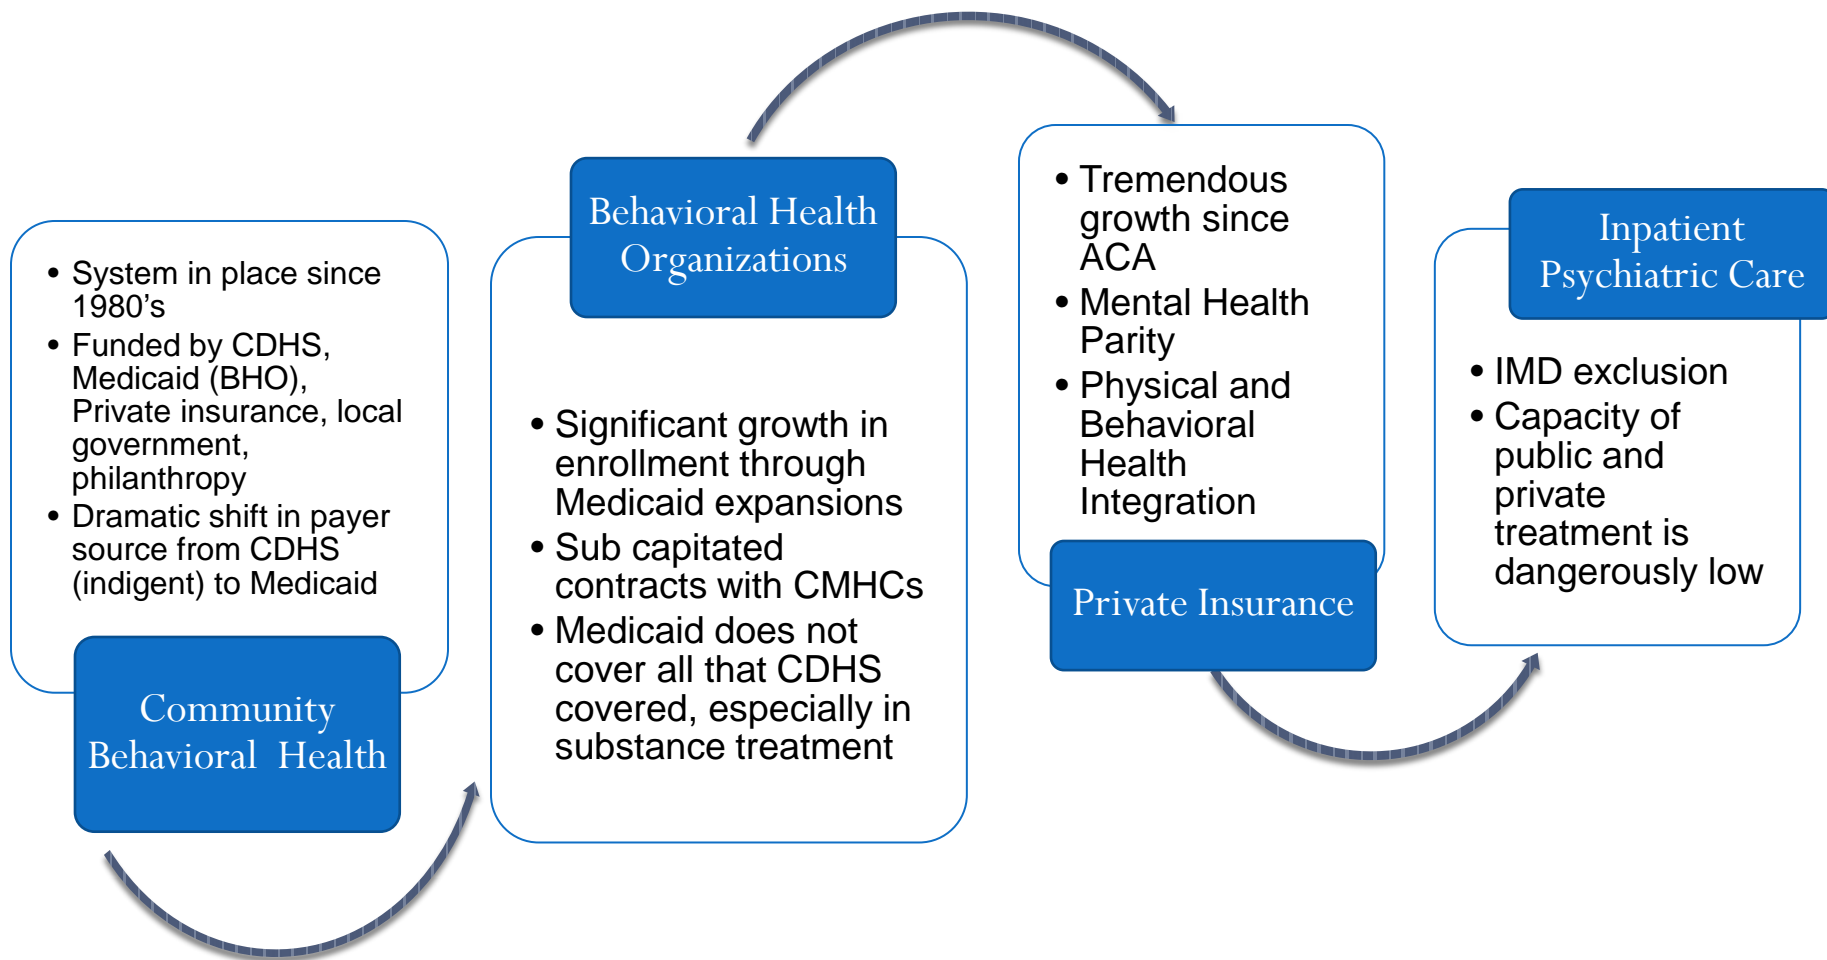 • System in place since
1980's
• Funded by CDHS,
Medicaid (BHO),
Private insurance, local
government,
philanthropy
• Dramatic shift in payer
source from CDHS
(indigent) to Medicaid
Community
Behavioral Health
Behavioral Health
Organizations
• Significant growth in
enrollment through
Medicaid expansions
• Sub capitated
contracts with CMHCs
• Medicaid does not
cover all that CDHS
covered, especially in
substance treatment
• Tremendous
growth since
ACA
• Mental Health
Parity
• Physical and
Behavioral
Health
Integration
Private Insurance
Inpatient
Psychiatric Care
• IMD exclusion
• Capacity of
public and
private
treatment is
dangerously low